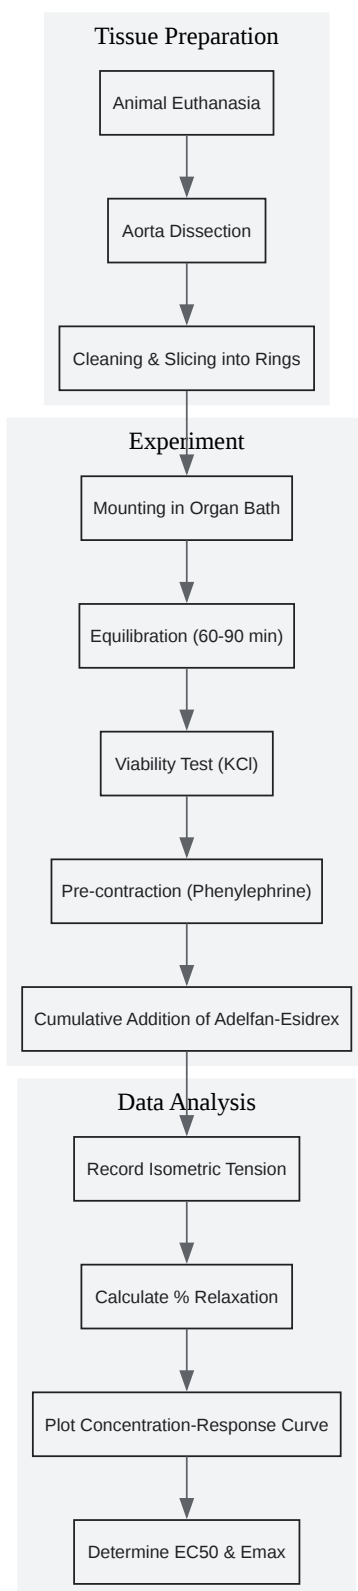 Tissue Preparation
Animal Euthanasia
Aorta Dissection
Cleaning & Slicing into Rings
Experiment
Mounting in Organ Bath
Equilibration (60-90 min)
Viability Test (KCl)
Pre-contraction (Phenylephrine)
Cumulative Addition of Adelfan-Esidrex
Data Analysis
Record Isometric Tension
Calculate % Relaxation
Plot Concentration-Response Curve
Determine EC50 & Emax